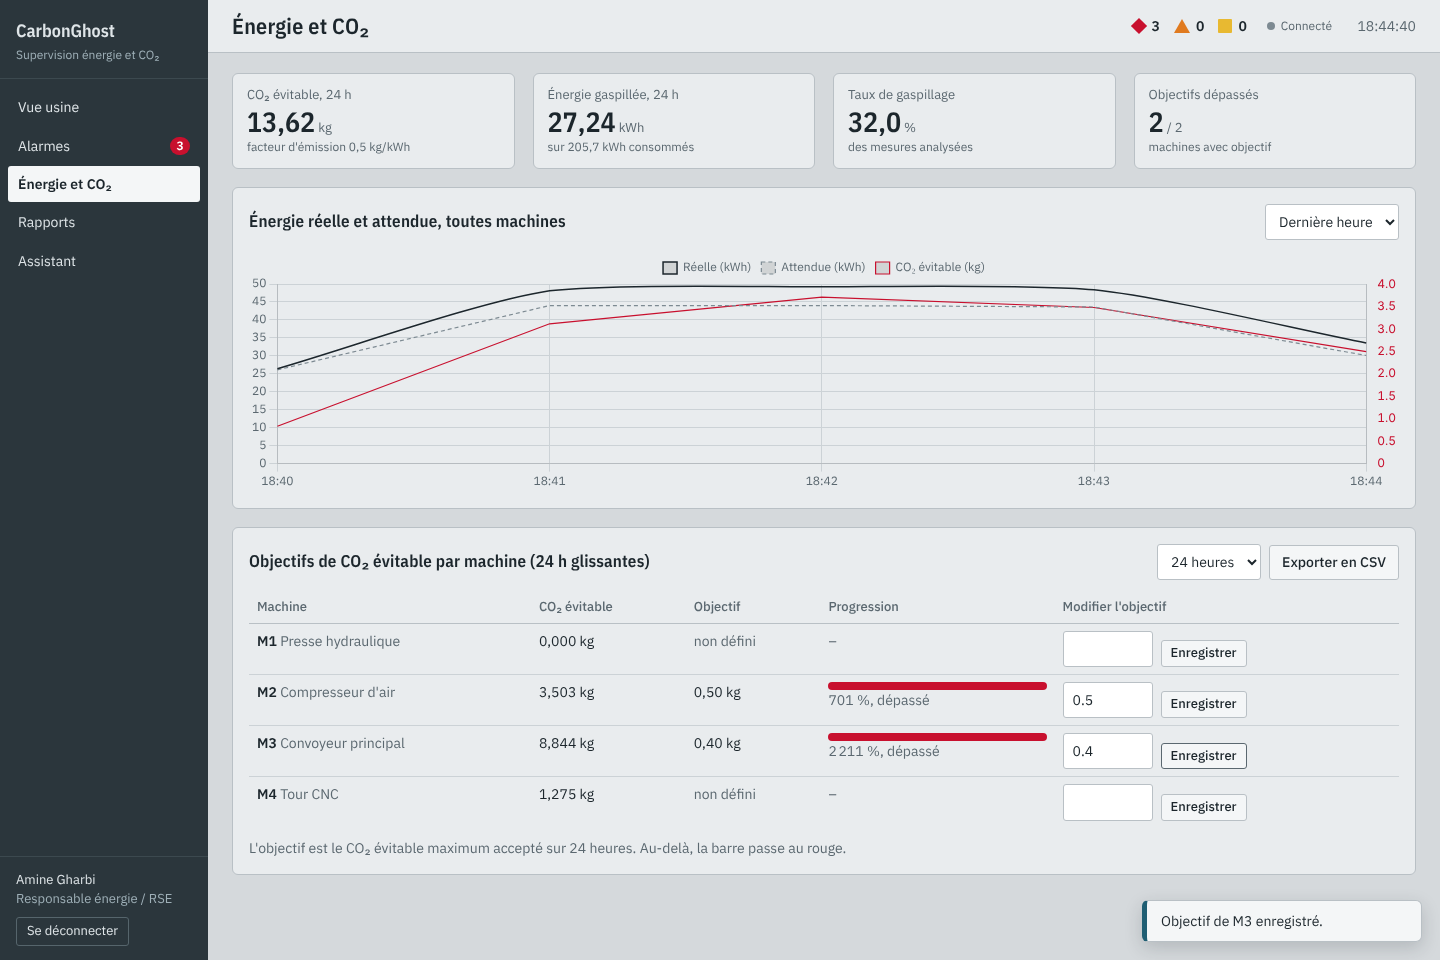 CarbonGhost
Supervision énergie et CO₂
Vue usine
Alarmes 3
Énergie et CO₂
Rapports
Assistant
Amine Gharbi
Responsable énergie / RSE
Se déconnecter
Énergie et CO₂
3 0 0 Connecté 18:44:40
CO₂ évitable, 24 h
13,62 kg
facteur d'émission 0,5 kg/kWh
Énergie gaspillée, 24 h
27,24 kWh
sur 205,7 kWh consommés
Taux de gaspillage
32,0 %
des mesures analysées
Objectifs dépassés
2 / 2
machines avec objectif
Énergie réelle et attendue, toutes machines
Dernière heure
Réelle (kWh) Attendue (kWh) CO₂ évitable (kg)
50 4.0
45 3.5
40 3.0
35 2.5
30 2.0
25 1.5
20 1.0
15 0.5
10 0
5
0
18:40 18:41 18:42 18:43 18:44
Objectifs de CO₂ évitable par machine (24 h glissantes)
24 heures Exporter en CSV
Machine CO₂ évitable Objectif Progression Modifier l'objectif
M1 Presse hydraulique 0,000 kg non défini – Enregistrer
M2 Compresseur d'air 3,503 kg 0,50 kg 701 %, dépassé 0.5 Enregistrer
M3 Convoyeur principal 8,844 kg 0,40 kg 2 211 %, dépassé 0.4 Enregistrer
M4 Tour CNC 1,275 kg non défini – Enregistrer
L'objectif est le CO₂ évitable maximum accepté sur 24 heures. Au-delà, la barre passe au rouge.
Objectif de M3 enregistré.